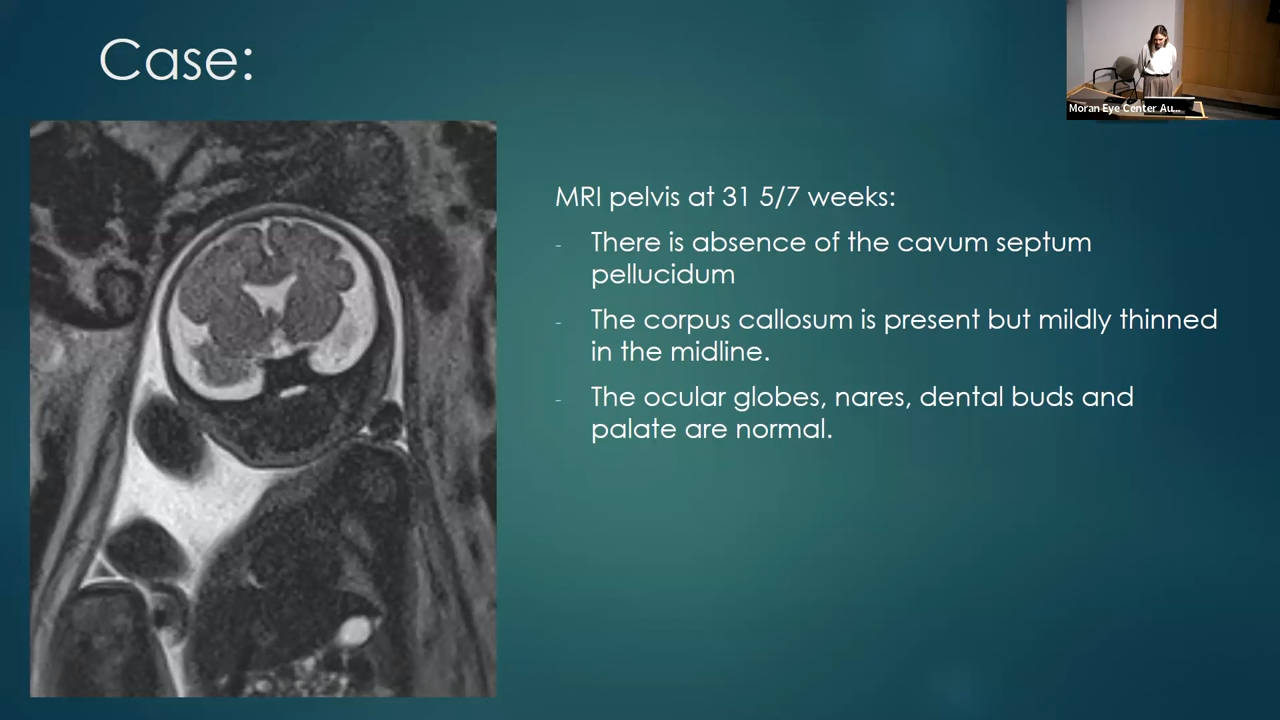 Case:
Moran Eye Center Au...
MRI pelvis at 31 5/7 weeks:
- There is absence of the cavum septum
pellucidum
- The corpus callosum is present but mildly thinned
in the midline.
- The ocular globes, nares, dental buds and
palate are normal.